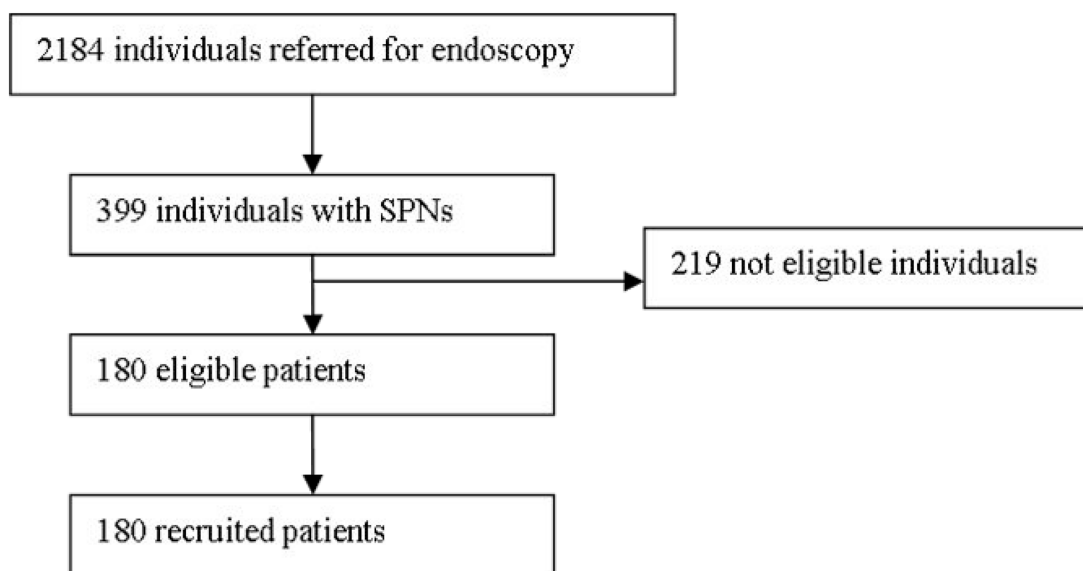 2184 individuals referred for endoscopy
399 individuals with SPNs
219 not eligible individuals
180 eligible patients
180 recruited patients